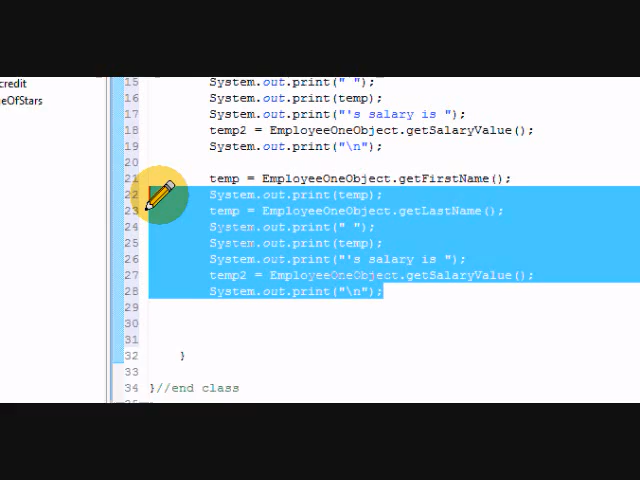 credit
eOfStars
15 System.out.print(" ");
16 System.out.print(temp);
17 System.out.print("'s salary is ");
18 temp2 = EmployeeOneObject.getSalaryValue();
19 System.out.print("\n");
20
21 temp = EmployeeOneObject.getFirstName();
22 System.out.print(temp);
23 temp = EmployeeOneObject.getLastName();
24 System.out.print(" ");
25 System.out.print(temp);
26 System.out.print("'s salary is ");
27 temp2 = EmployeeOneObject.getSalaryValue();
28 System.out.print("\n");
29
30
31
32 }
33
34 }//end class